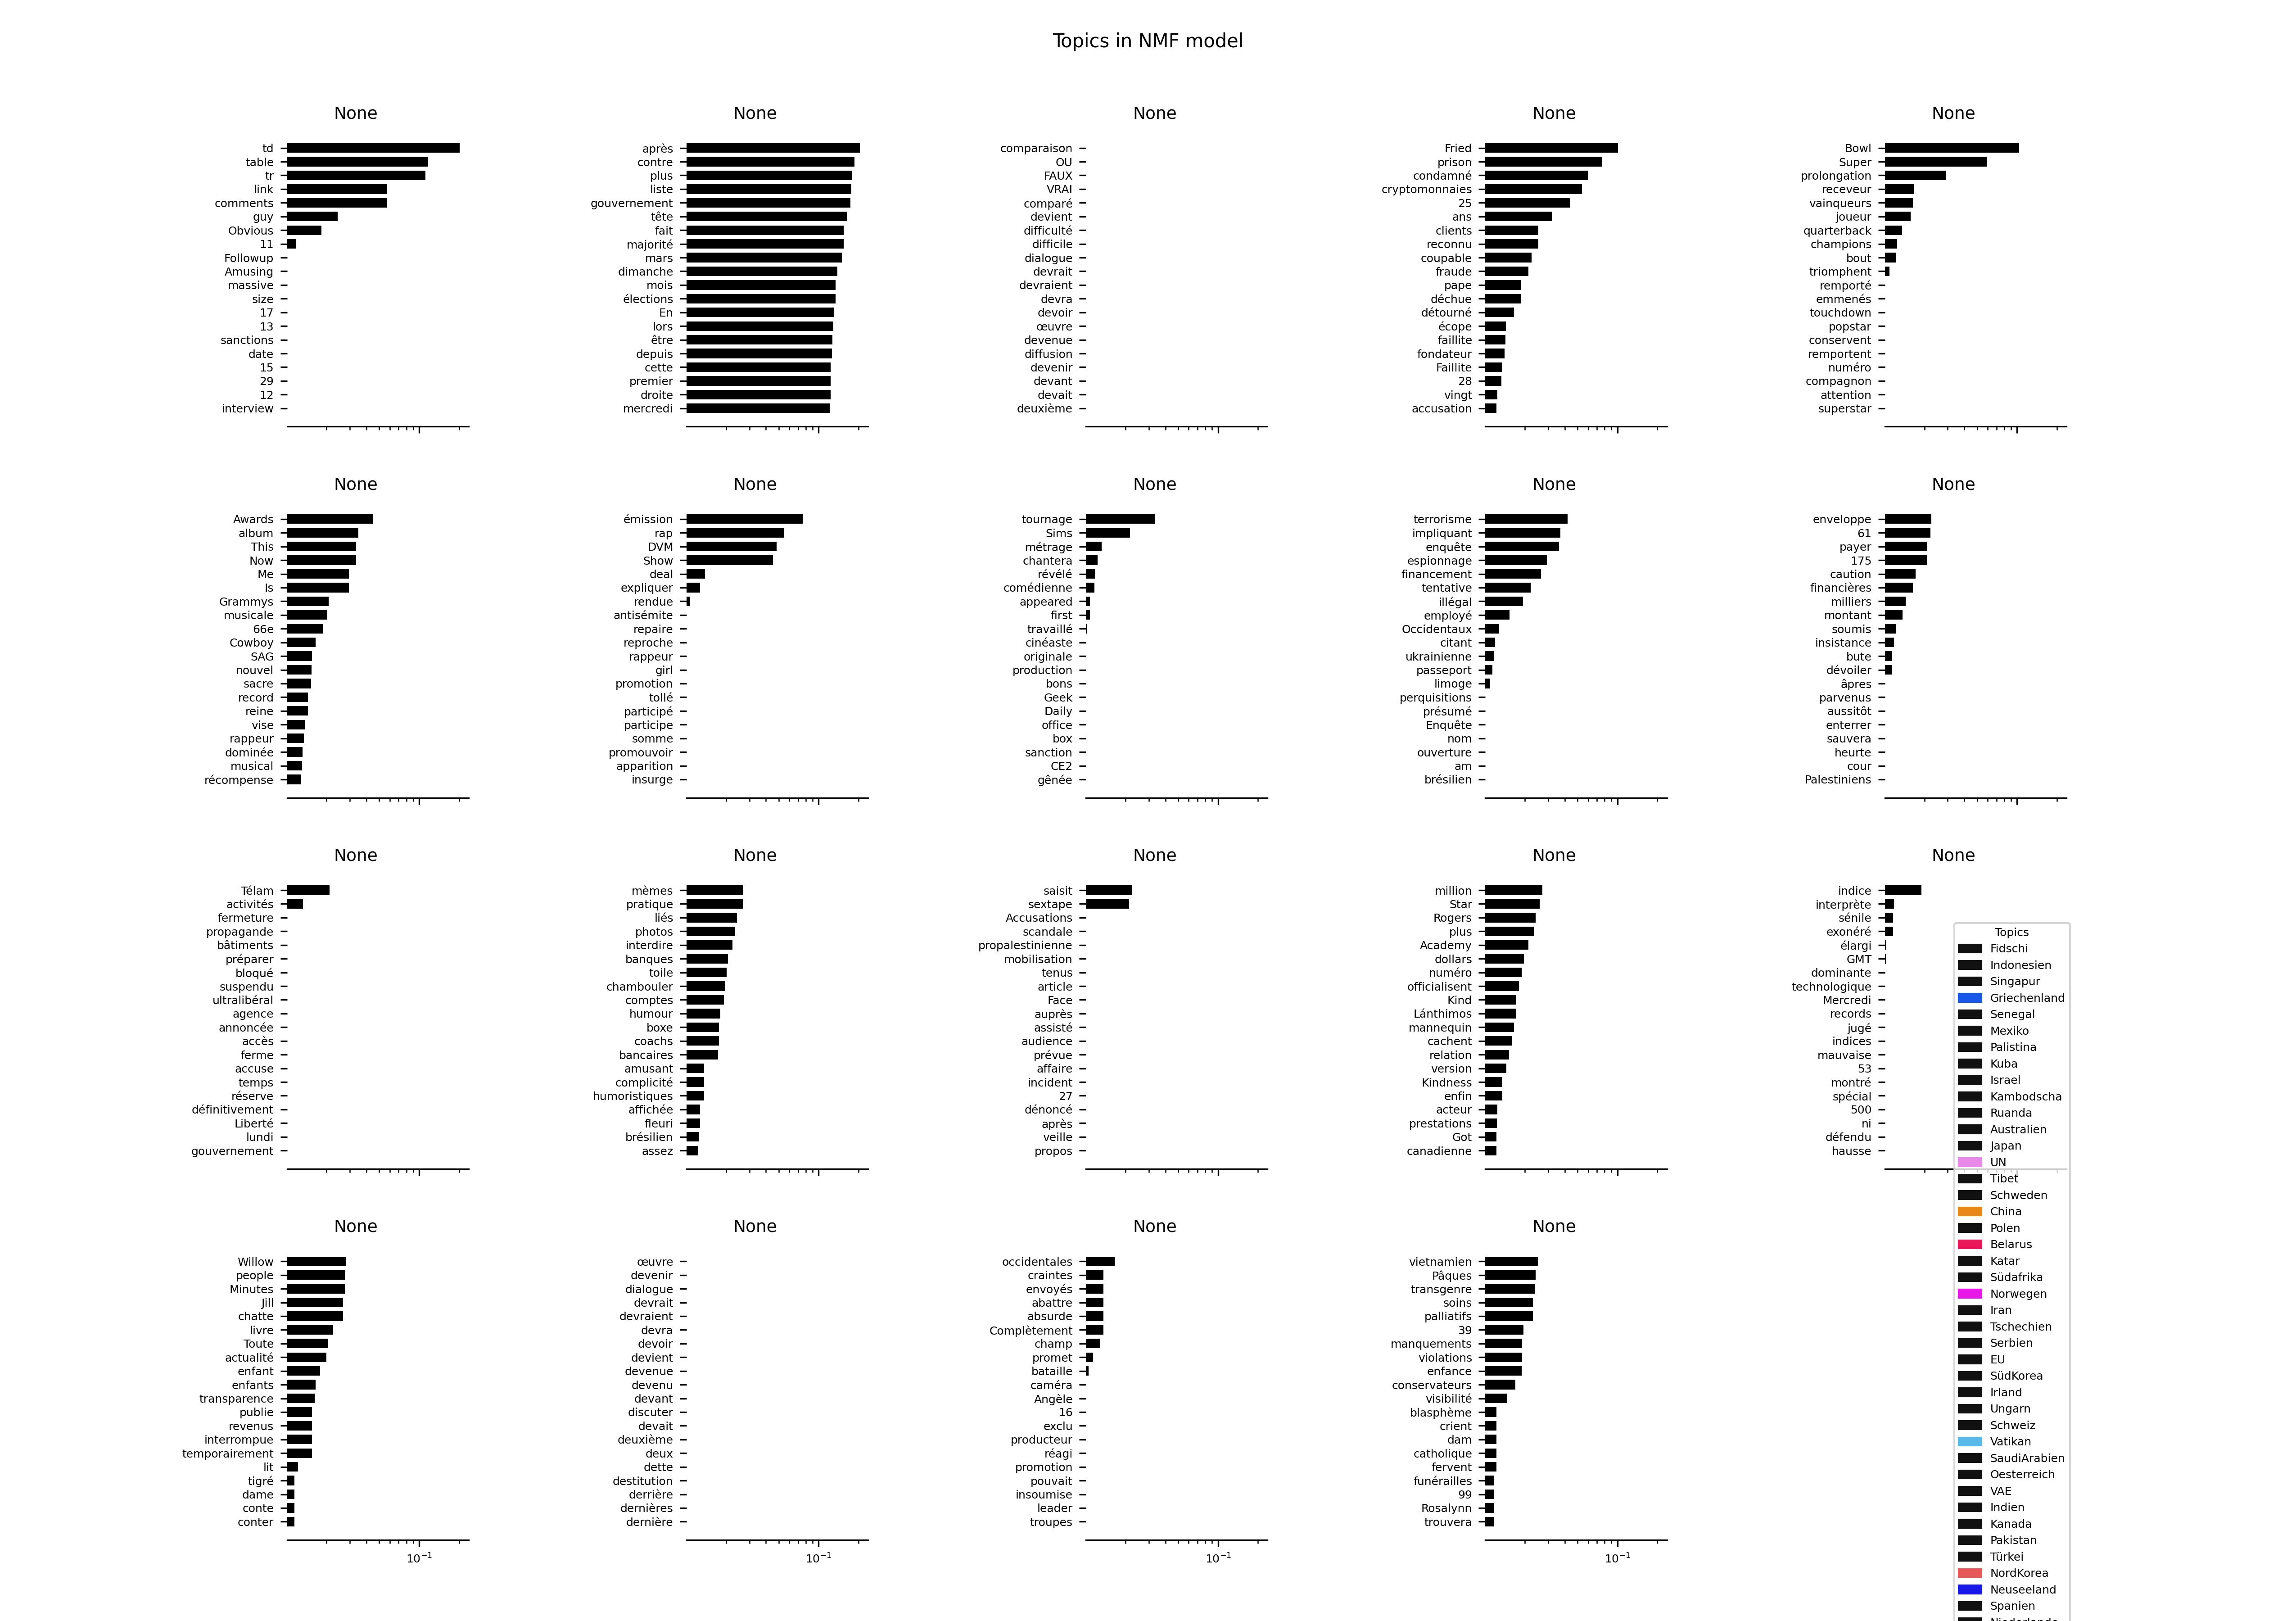 Topics in NMF model
None
td
table
tr
link
comments
guy
Obvious
11
Followup
Amusing
massive
size
17
13
sanctions
date
15
29
12
interview
None
après
contre
plus
liste
gouvernement
tête
fait
majorité
mars
dimanche
mois
élections
En
lors
être
depuis
cette
premier
droite
mercredi
None
comparaison
OU
FAUX
VRAI
comparé
devient
difficulté
difficile
dialogue
devrait
devraient
devra
devoir
œuvre
devenue
diffusion
devenir
devant
devait
deuxième
None
Fried
prison
condamné
cryptomonnaies
25
ans
clients
reconnu
coupable
fraude
pape
déchue
détourné
écope
faillite
fondateur
Faillite
28
vingt
accusation
None
Bowl
Super
prolongation
receveur
vainqueurs
joueur
quarterback
champions
bout
triomphent
remporté
emmenés
touchdown
popstar
conservent
remportent
numéro
compagnon
attention
superstar
None
Awards
album
This
Now
Me
Is
Grammys
musicale
66e
Cowboy
SAG
nouvel
sacre
record
reine
vise
rappeur
dominée
musical
récompense
None
émission
rap
DVM
Show
deal
expliquer
rendue
antisémite
repaire
reproche
rappeur
girl
promotion
tollé
participé
participe
somme
promouvoir
apparition
insurge
None
tournage
Sims
métrage
chantera
révélé
comédienne
appeared
first
travaillé
cinéaste
originale
production
bons
Geek
Daily
office
box
sanction
CE2
gênée
None
terrorisme
impliquant
enquête
espionnage
financement
tentative
illégal
employé
Occidentaux
citant
ukrainienne
passeport
limoge
perquisitions
présumé
Enquête
nom
ouverture
am
brésilien
None
enveloppe
61
payer
175
caution
financières
milliers
montant
soumis
insistance
bute
dévoiler
âpres
parvenus
aussitôt
enterrer
sauvera
heurte
cour
Palestiniens
None
Télam
activités
fermeture
propagande
bâtiments
préparer
bloqué
suspendu
ultralibéral
agence
annoncée
accès
ferme
accuse
temps
réserve
définitivement
Liberté
lundi
gouvernement
None
mèmes
pratique
liés
photos
interdire
banques
toile
chambouler
comptes
humour
boxe
coachs
bancaires
amusant
complicité
humoristiques
affichée
fleuri
brésilien
assez
None
saisit
sextape
Accusations
scandale
propalestinienne
mobilisation
tenus
article
Face
auprès
assisté
audience
prévue
affaire
incident
27
dénoncé
après
veille
propos
None
million
Star
Rogers
plus
Academy
dollars
numéro
officialisent
Kind
Lánthimos
mannequin
cachent
relation
version
Kindness
enfin
acteur
prestations
Got
canadienne
None
indice
interprète
sénile
exonéré
élargi
GMT
dominante
technologique
Mercredi
records
jugé
indices
mauvaise
53
montré
spécial
500
ni
défendu
hausse
None
Willow
people
Minutes
Jill
chatte
livre
Toute
actualité
enfant
enfants
transparence
publie
revenus
interrompue
temporairement
lit
tigré
dame
conte
conter
10⁻¹
None
œuvre
devenir
dialogue
devrait
devraient
devra
devoir
devient
devenue
devenu
devant
discuter
devait
deuxième
deux
dette
destitution
derrière
dernières
dernière
10⁻¹
None
occidentales
craintes
envoyés
abattre
absurde
Complètement
champ
promet
bataille
caméra
Angèle
16
exclu
producteur
réagi
promotion
pouvait
insoumise
leader
troupes
10⁻¹
None
vietnamien
Pâques
transgenre
soins
palliatifs
39
manquements
violations
enfance
conservateurs
visibilité
blasphème
crient
dam
catholique
fervent
funérailles
99
Rosalynn
trouvera
10⁻¹
Topics
Fidschi
Indonesien
Singapur
Griechenland
Senegal
Mexiko
Palistina
Kuba
Israel
Kambodscha
Ruanda
Australien
Japan
UN
Tibet
Schweden
China
Polen
Belarus
Katar
Südafrika
Norwegen
Iran
Tschechien
Serbien
EU
SüdKorea
Irland
Ungarn
Schweiz
Vatikan
SaudiArabien
Oesterreich
VAE
Indien
Kanada
Pakistan
Türkei
NordKorea
Neuseeland
Spanien